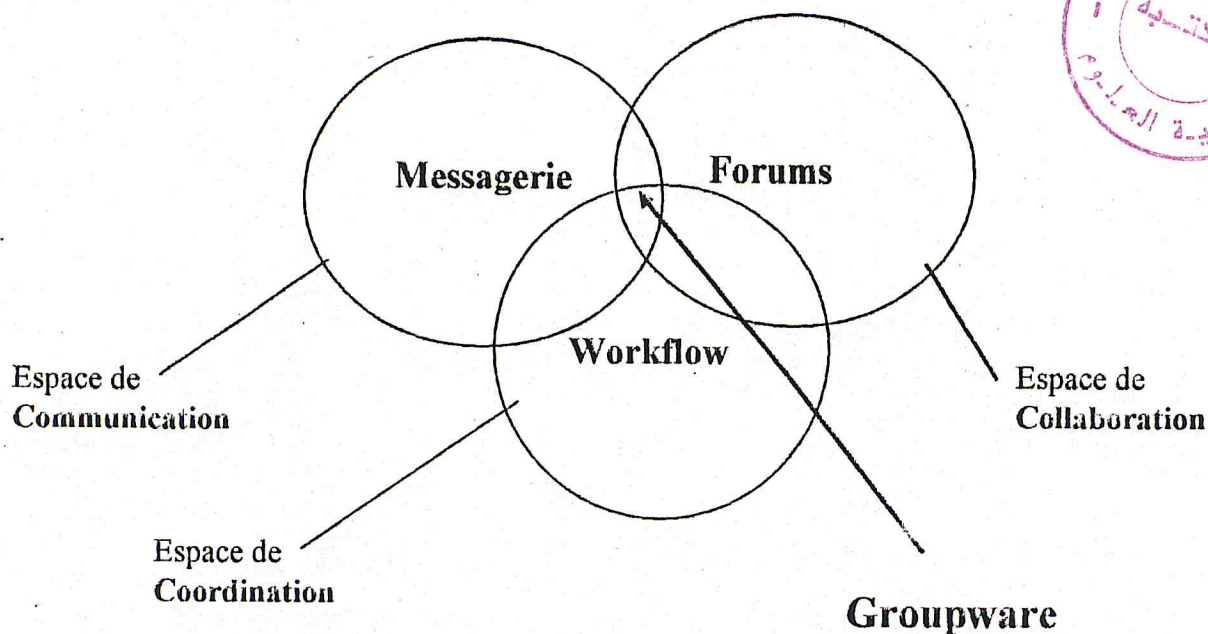 Messagerie
Forums
Workflow
Espace de
Communication
Espace de
Collaboration
Espace de
Coordination
Groupware